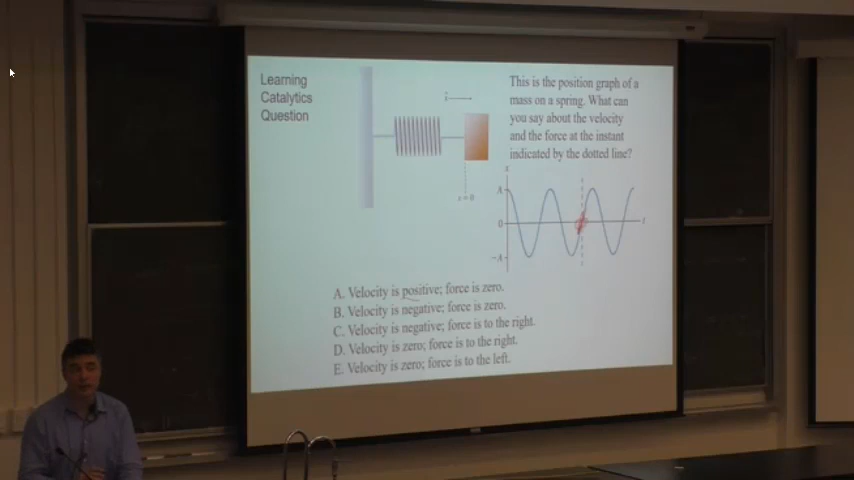 Learning
Catalytics
Question
This is the position graph of a
mass on a spring. What can
you say about the velocity
and the force at the instant
indicated by the dotted line?
x = 0
x
A
0
t
−A
A. Velocity is positive; force is zero.
B. Velocity is negative; force is zero.
C. Velocity is negative; force is to the right.
D. Velocity is zero; force is to the right.
E. Velocity is zero; force is to the left.